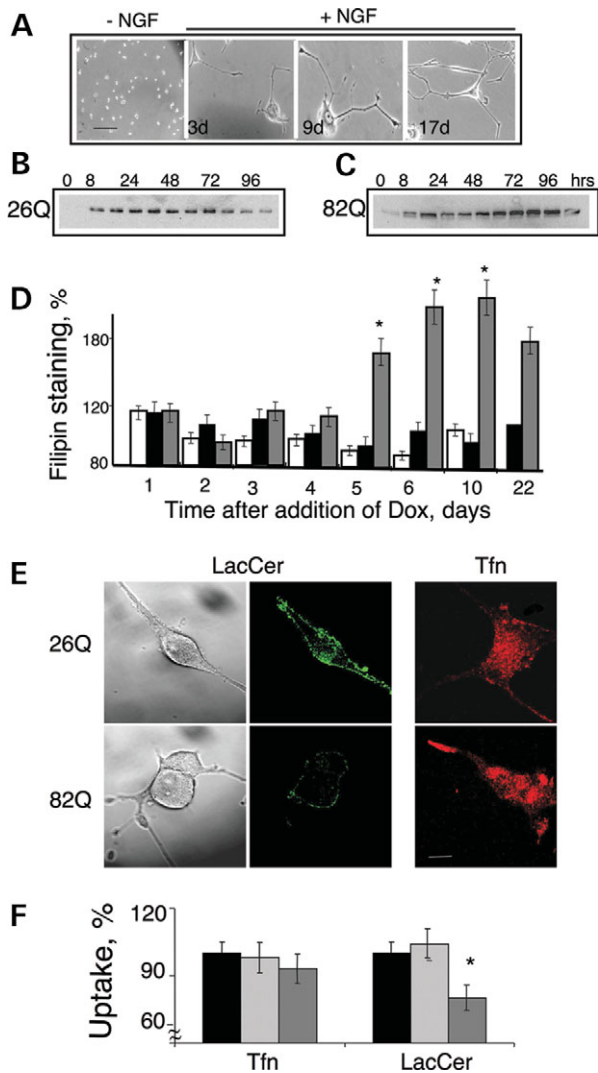 A
- NGF
+ NGF
3d
9d
17d
B
0 8 24 48 72 96
26Q
C
0 8 24 48 72 96 hrs
82Q
D
Filipin staining, %
180
120
80
*
*
*
1 2 3 4 5 6 10 22
Time after addition of Dox, days
E
LacCer
Tfn
26Q
82Q
F
Uptake, %
120
90
60
≈
*
Tfn
LacCer